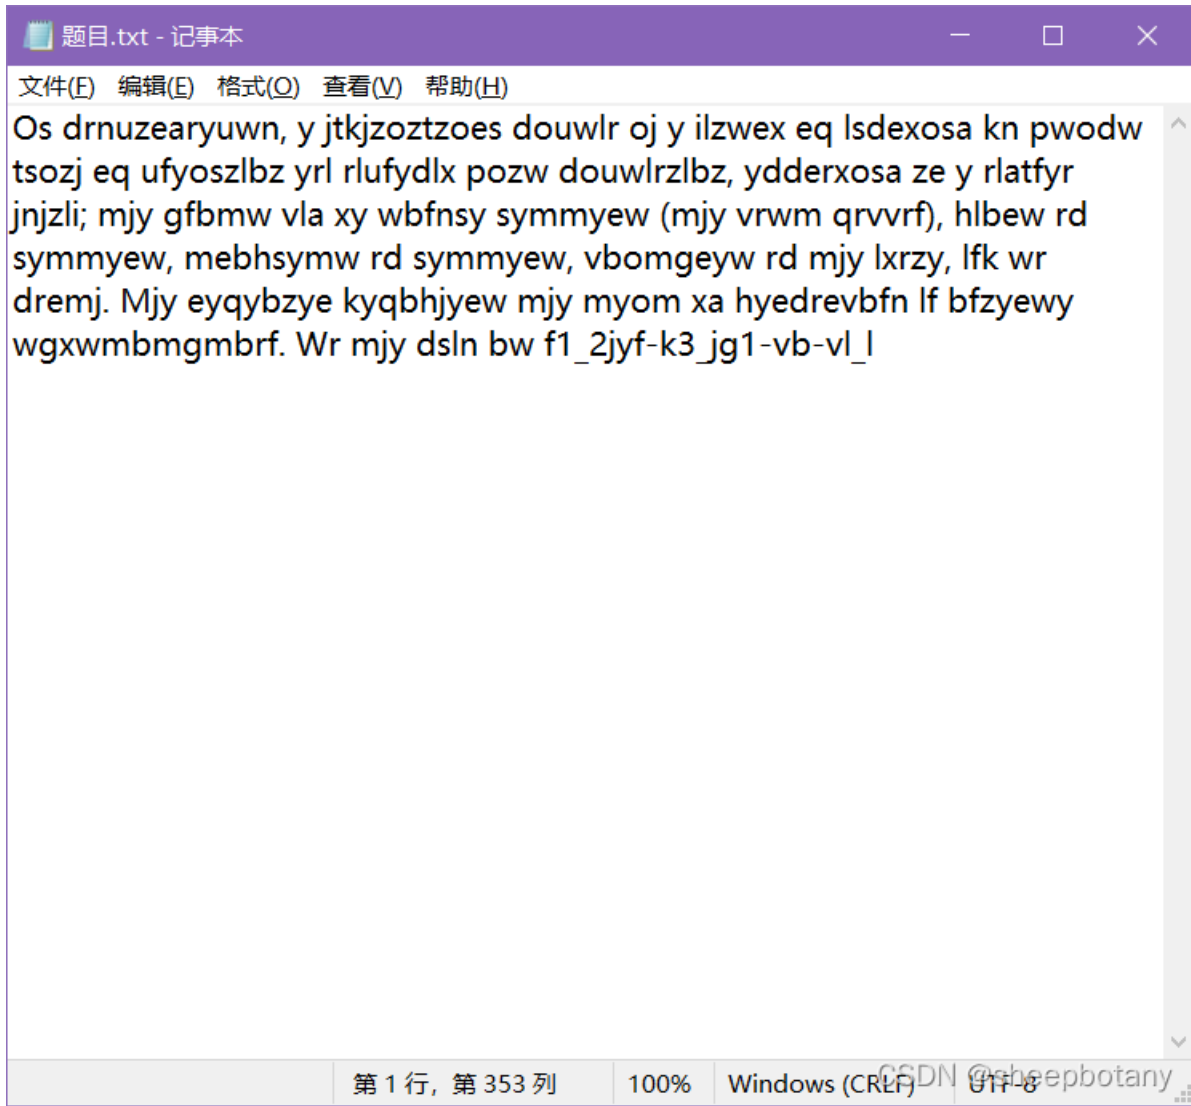 题目.txt - 记事本
文件(F) 编辑(E) 格式(O) 查看(V) 帮助(H)
Os drnuzearyuwn, y jtkjzoztzoes douwlr oj y ilzwex eq lsdexosa kn pwodw
tsozj eq ufyoszlbz yrl rlufydlx pozw douwlrzlbz, ydderxosa ze y rlatfyr
jnjzli; mjy gfbmw vla xy wbfnsy symmyew (mjy vrwm qrvvrf), hlbew rd
symmyew, mebhsymw rd symmyew, vbomgeyw rd mjy lxrzy, lfk wr
dremj. Mjy eyqybzye kyqbhjyew mjy myom xa hyedrevbfn lf bfzyewy
wgxwmbmgmbrf. Wr mjy dsln bw f1_2jyf-k3_jg1-vb-vl_l
第 1 行，第 353 列 100% Windows (CRLF) UTF-8
CSDN @sheepbotany